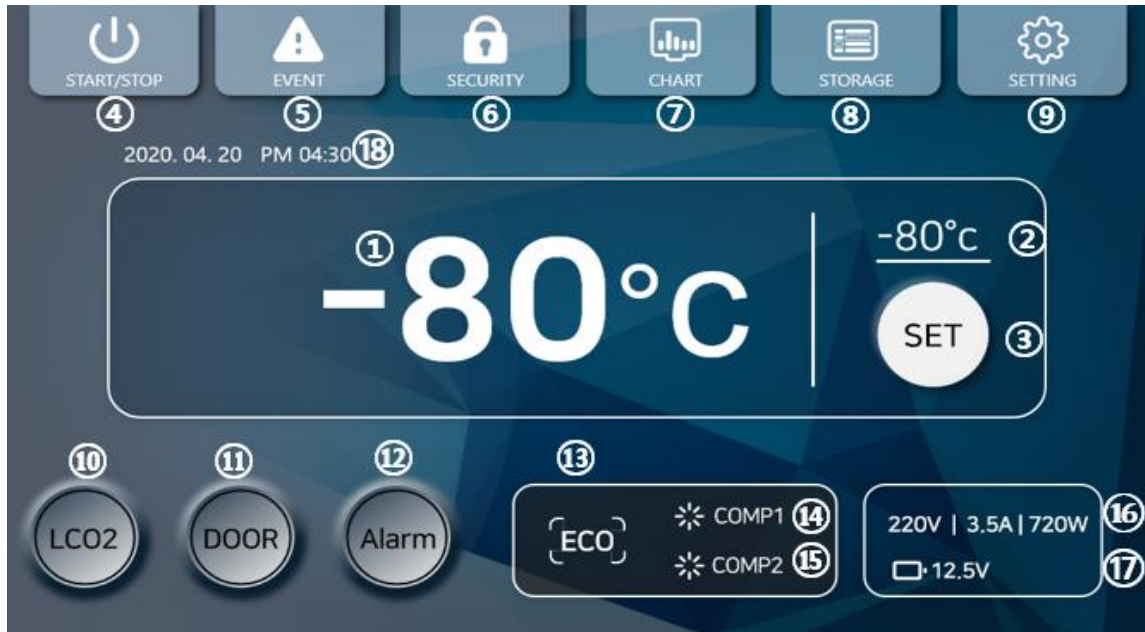 START/STOP EVENT SECURITY CHART STORAGE SETTING
④ ⑤ ⑥ ⑦ ⑧ ⑨
2020. 04. 20 PM 04:30 ⑱
① -80°C
-80°c ②
SET ③
⑩ ⑪ ⑫ ⑬
LCO2 DOOR Alarm
ECO
COMP1 ⑭
COMP2 ⑮
220V | 3.5A | 720W ⑯
12.5V ⑰